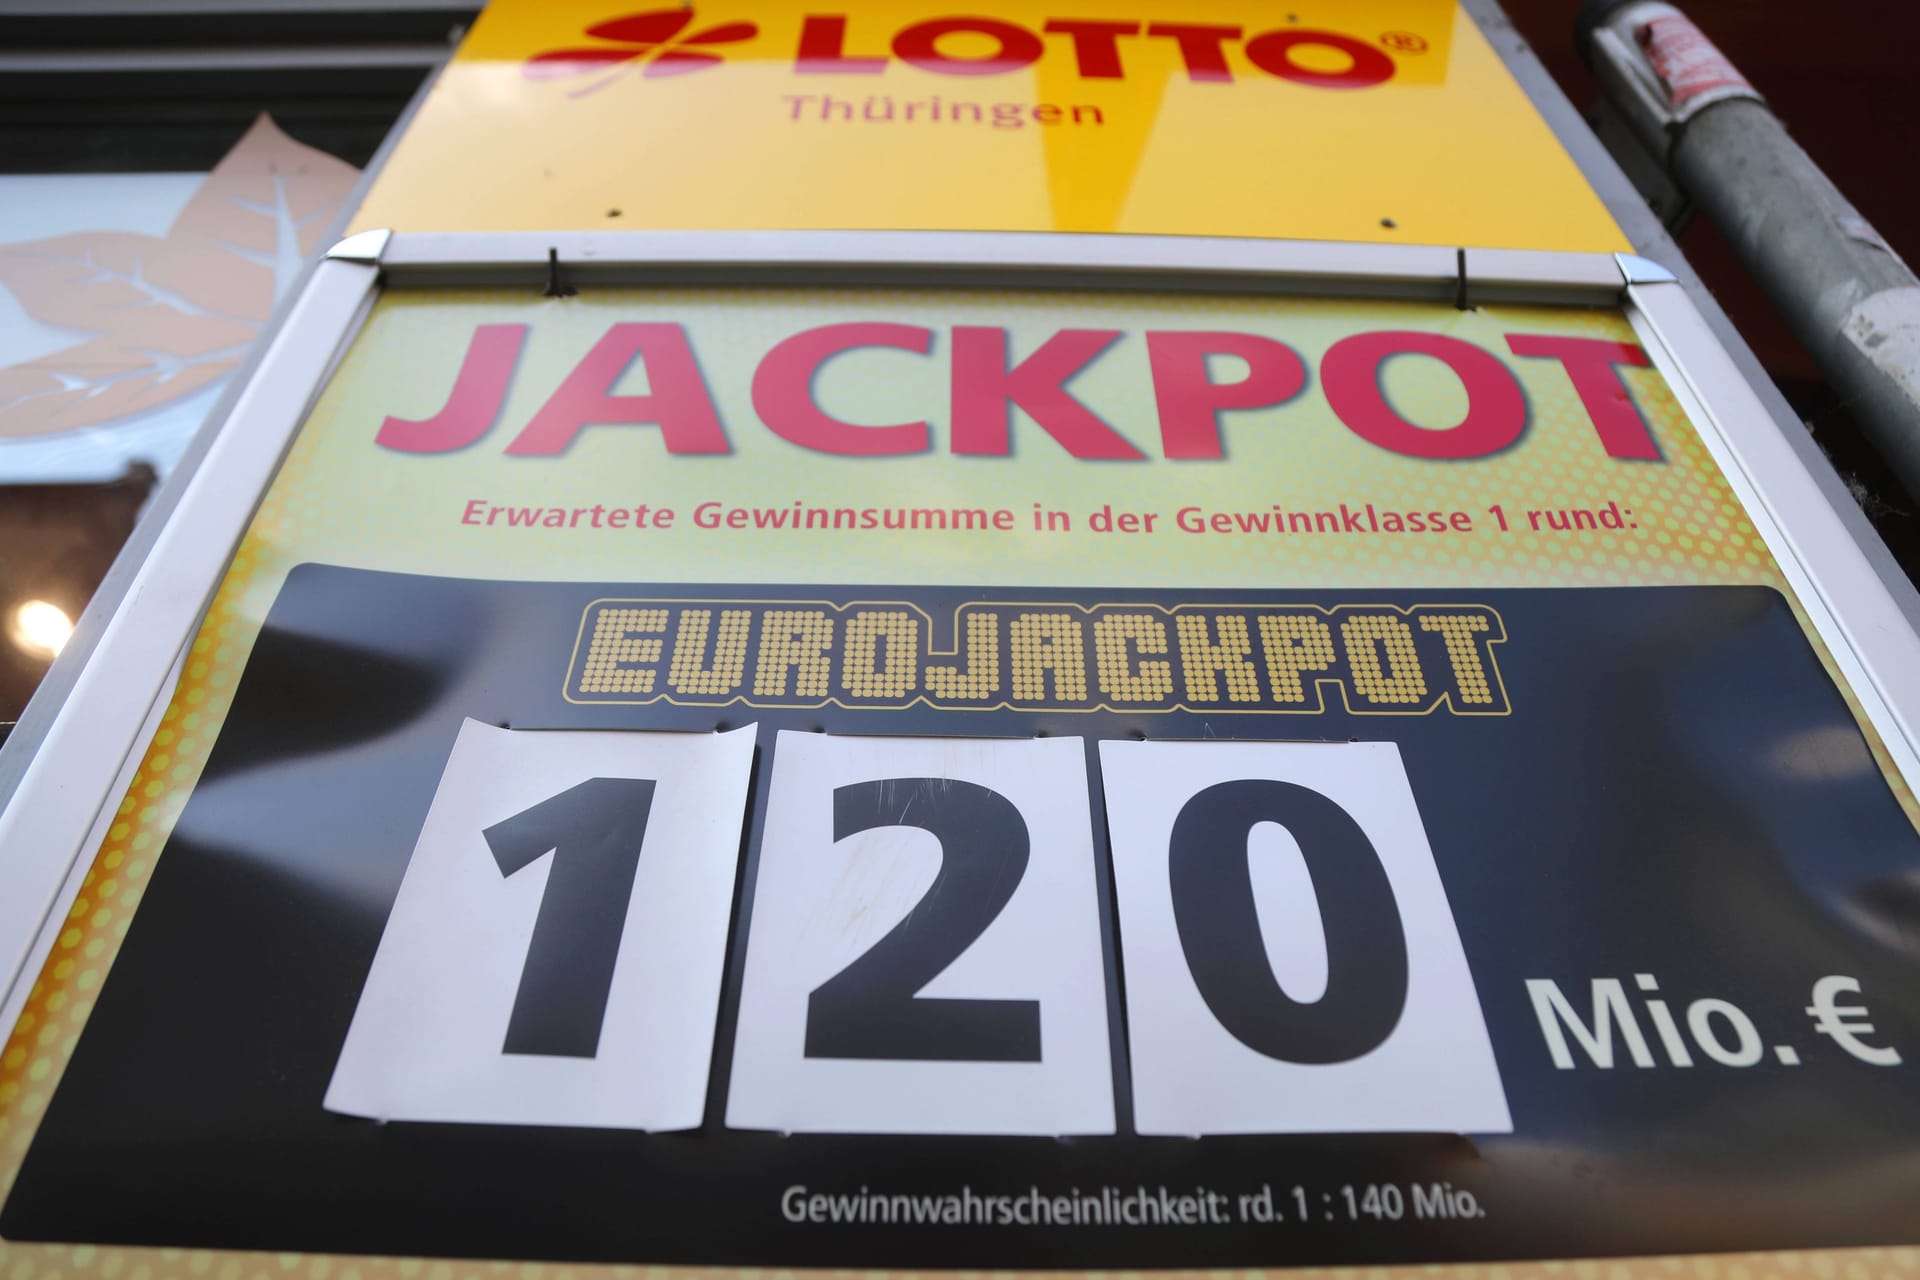 LOTTO®
Thüringen
JACKPOT
Erwartete Gewinnsumme in der Gewinnklasse 1 rund:
EUROJACKPOT
120 Mio. €
Gewinnwahrscheinlichkeit: rd. 1 : 140 Mio.